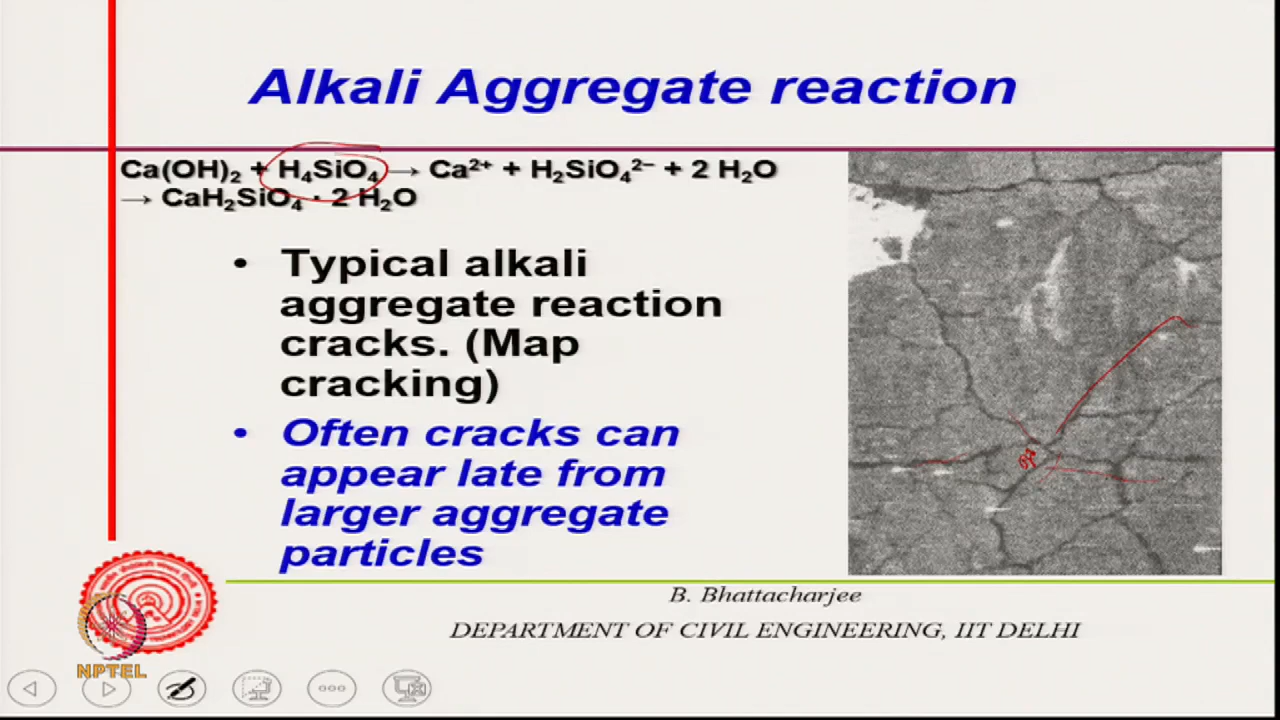 Alkali Aggregate reaction
Ca(OH)₂ + H₄SiO₄ → Ca²⁺ + H₂SiO₄²⁻ + 2 H₂O
→ CaH₂SiO₄ · 2 H₂O
• Typical alkali
aggregate reaction
cracks. (Map
cracking)
• Often cracks can
appear late from
larger aggregate
particles
B. Bhattacharjee
DEPARTMENT OF CIVIL ENGINEERING, IIT DELHI
NPTEL